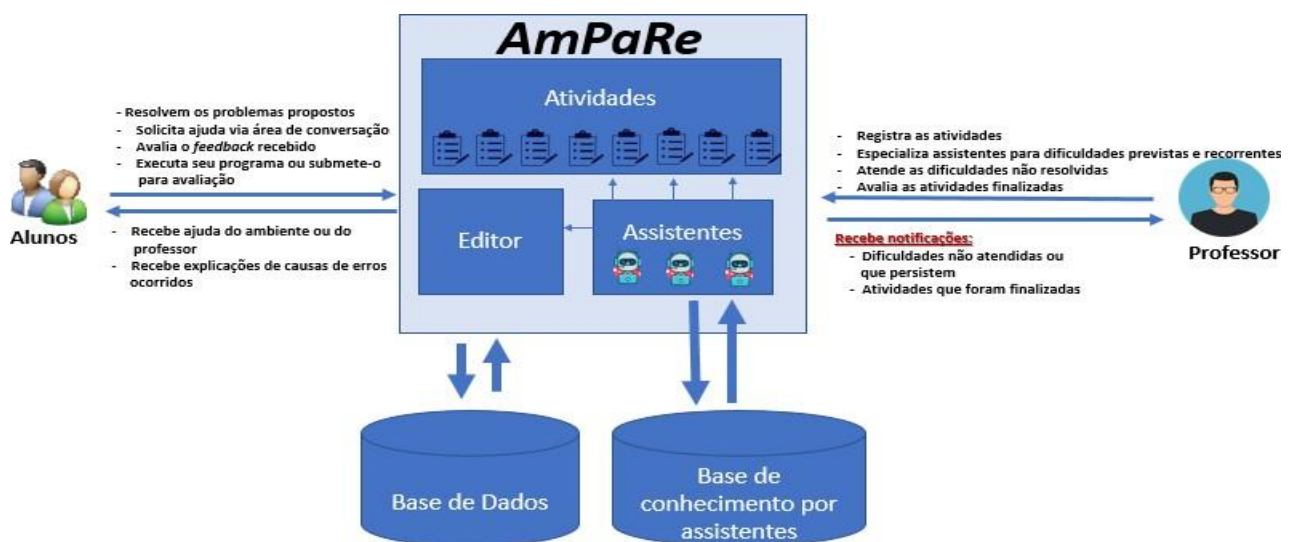 AmPaRe
Atividades
- Resolvem os problemas propostos
- Solicita ajuda via área de conversação
- Avalia o feedback recebido
- Executa seu programa ou submete-o
para avaliação
Alunos
- Recebe ajuda do ambiente ou do
professor
- Recebe explicações de causas de erros
ocorridos
Editor
Assistentes
- Registra as atividades
- Especializa assistentes para dificuldades previstas e recorrentes
- Atende as dificuldades não resolvidas
- Avalia as atividades finalizadas
Professor
Recebe notificações:
- Dificuldades não atendidas ou
que persistem
- Atividades que foram finalizadas
Base de Dados
Base de
conhecimento por
assistentes